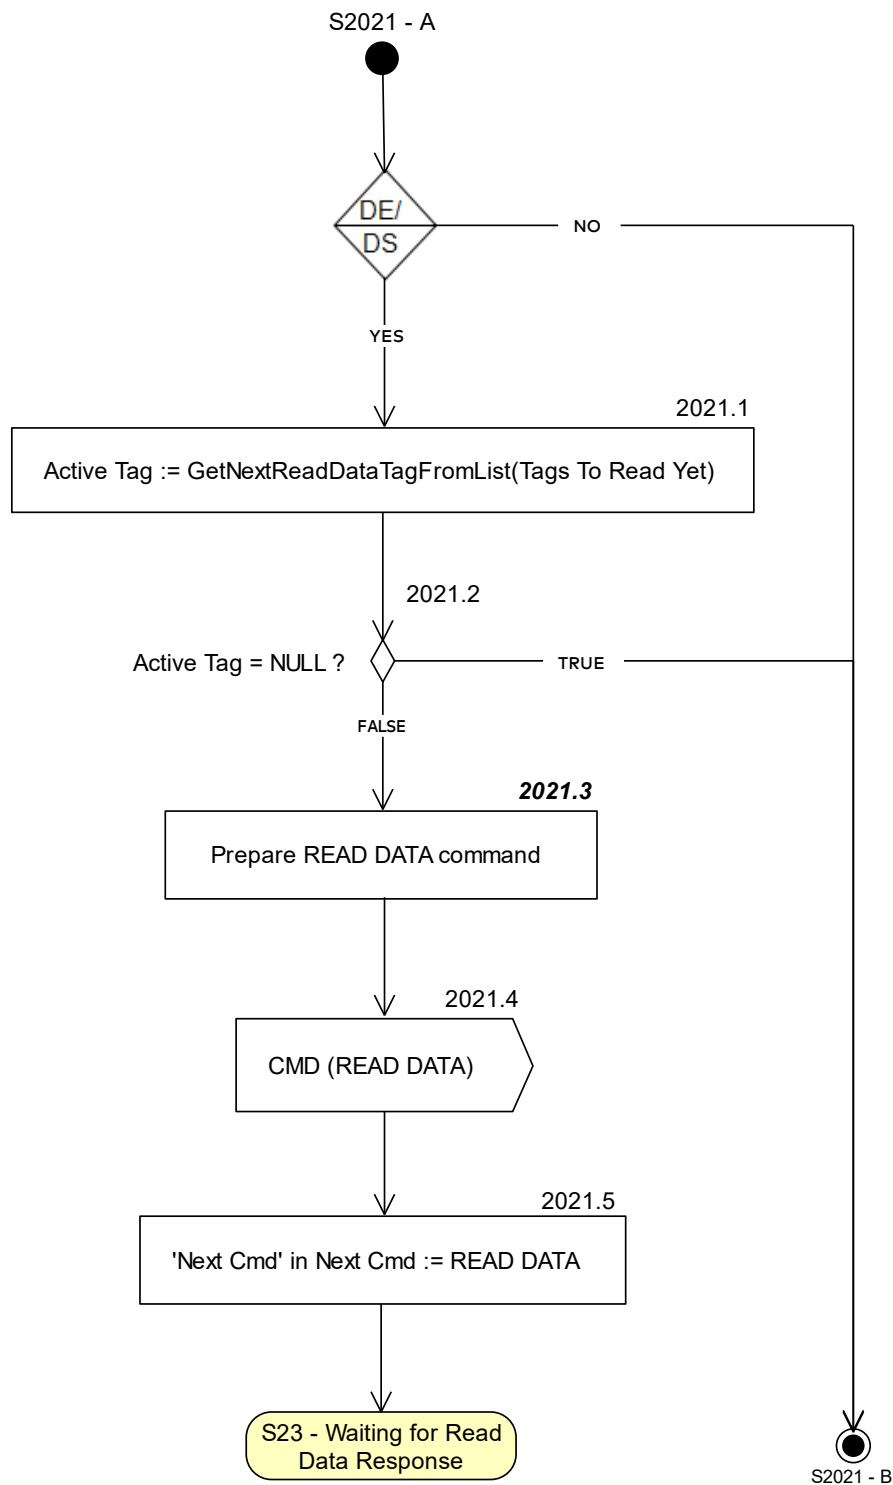 S2021 - A
DE/
DS
NO
YES
2021.1
Active Tag := GetNextReadDataTagFromList(Tags To Read Yet)
2021.2
Active Tag = NULL ?
TRUE
FALSE
2021.3
Prepare READ DATA command
2021.4
CMD (READ DATA)
2021.5
'Next Cmd' in Next Cmd := READ DATA
S23 - Waiting for Read
Data Response
S2021 - B